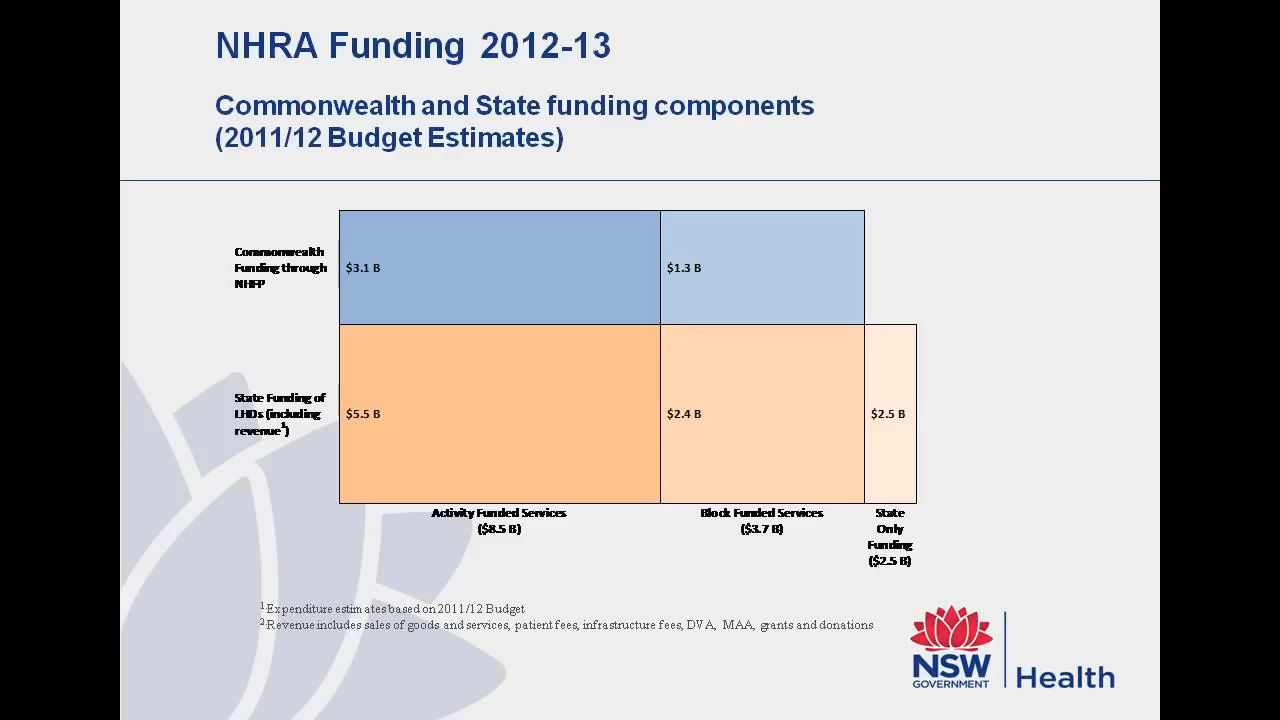 NHRA Funding 2012-13
Commonwealth and State funding components
(2011/12 Budget Estimates)
Commonwealth
Funding through
NHFP
$3.1 B
$1.3 B
State Funding of
LHDs (including
revenue¹)
$5.5 B
$2.4 B
$2.5 B
Activity Funded Services
($8.5 B)
Block Funded Services
($3.7 B)
State
Only
Funding
($2.5 B)
¹ Expenditure estimates based on 2011/12 Budget
² Revenue includes sales of goods and services, patient fees, infrastructure fees, DVA, MAA, grants and donations
NSW
GOVERNMENT
Health